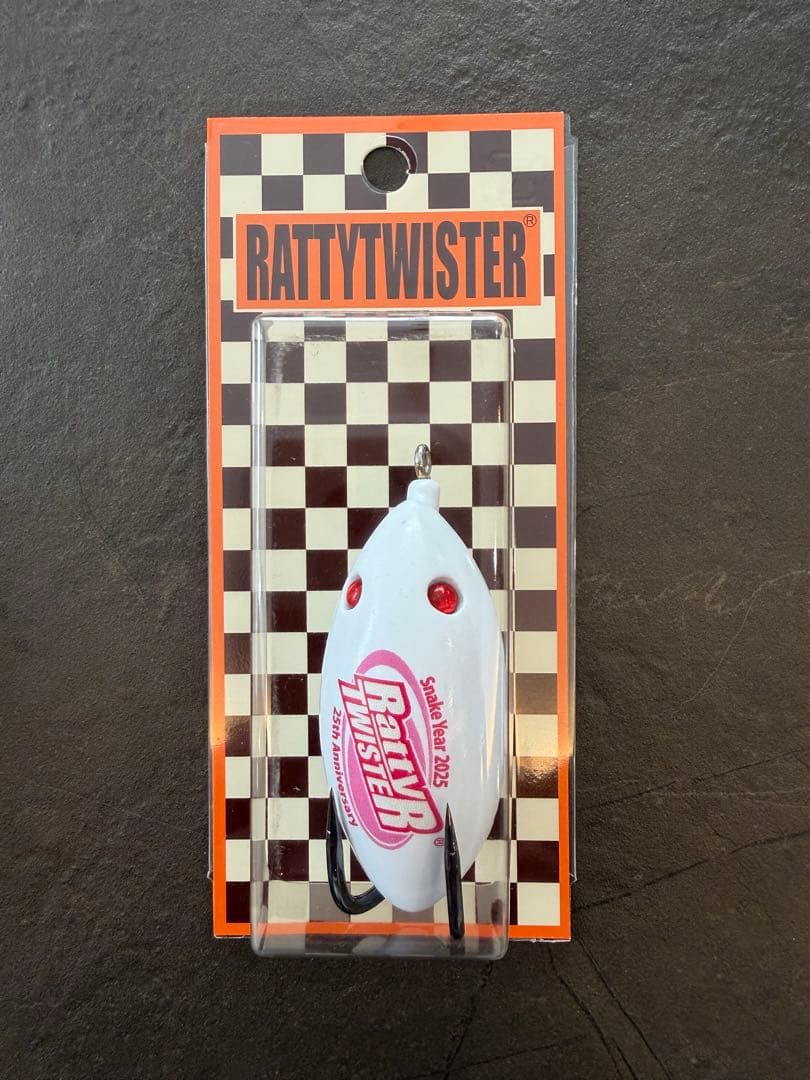 RATTYTWISTER®
Snake Year 2025
RattyR
TWISTER
®
25th Anniversary